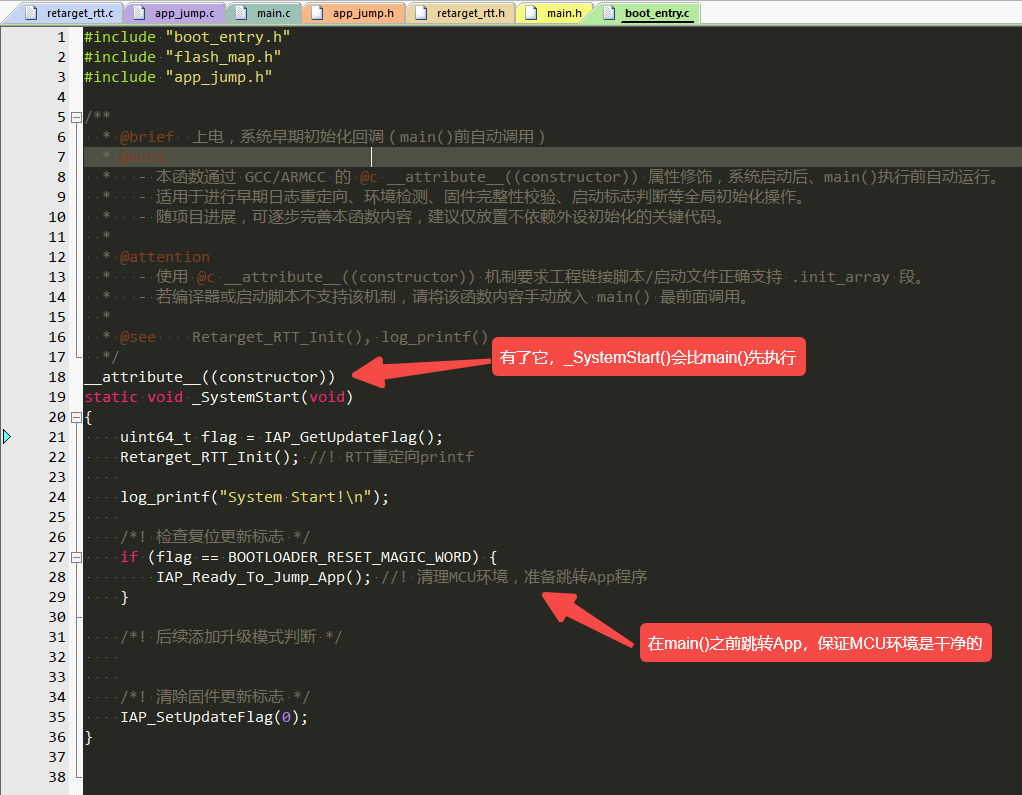 retarget_rtt.c app_jump.c main.c app_jump.h retarget_rtt.h main.h boot_entry.c
1 #include "boot_entry.h"
2 #include "flash_map.h"
3 #include "app_jump.h"
4
5 /**
6 * @brief 上电，系统早期初始化回调（main()前自动调用）
7 * @note
8 * - 本函数通过 GCC/ARMCC 的 @c __attribute__((constructor)) 属性修饰，系统启动后、main()执行前自动运行。
9 * - 适用于进行早期日志重定向、环境检测、固件完整性校验、启动标志判断等全局初始化操作。
10 * - 随项目进展，可逐步完善本函数内容，建议仅放置不依赖外设初始化的关键代码。
11 *
12 * @attention
13 * - 使用 @c __attribute__((constructor)) 机制要求工程链接脚本/启动文件正确支持 .init_array 段。
14 * - 若编译器或启动脚本不支持该机制，请将该函数内容手动放入 main() 最前面调用。
15 *
16 * @see Retarget_RTT_Init(), log_printf()
17 */
有了它，_SystemStart()会比main()先执行
18 __attribute__((constructor))
19 static void _SystemStart(void)
20 {
21 uint64_t flag = IAP_GetUpdateFlag();
22 Retarget_RTT_Init(); //! RTT重定向printf
23
24 log_printf("System Start!\n");
25
26 /*! 检查复位更新标志 */
27 if (flag == BOOTLOADER_RESET_MAGIC_WORD) {
28 IAP_Ready_To_Jump_App(); //! 清理MCU环境，准备跳转App程序
29 }
30
31 /*! 后续添加升级模式判断 */
在main()之前跳转App，保证MCU环境是干净的
32
33
34 /*! 清除固件更新标志 */
35 IAP_SetUpdateFlag(0);
36 }
37
38